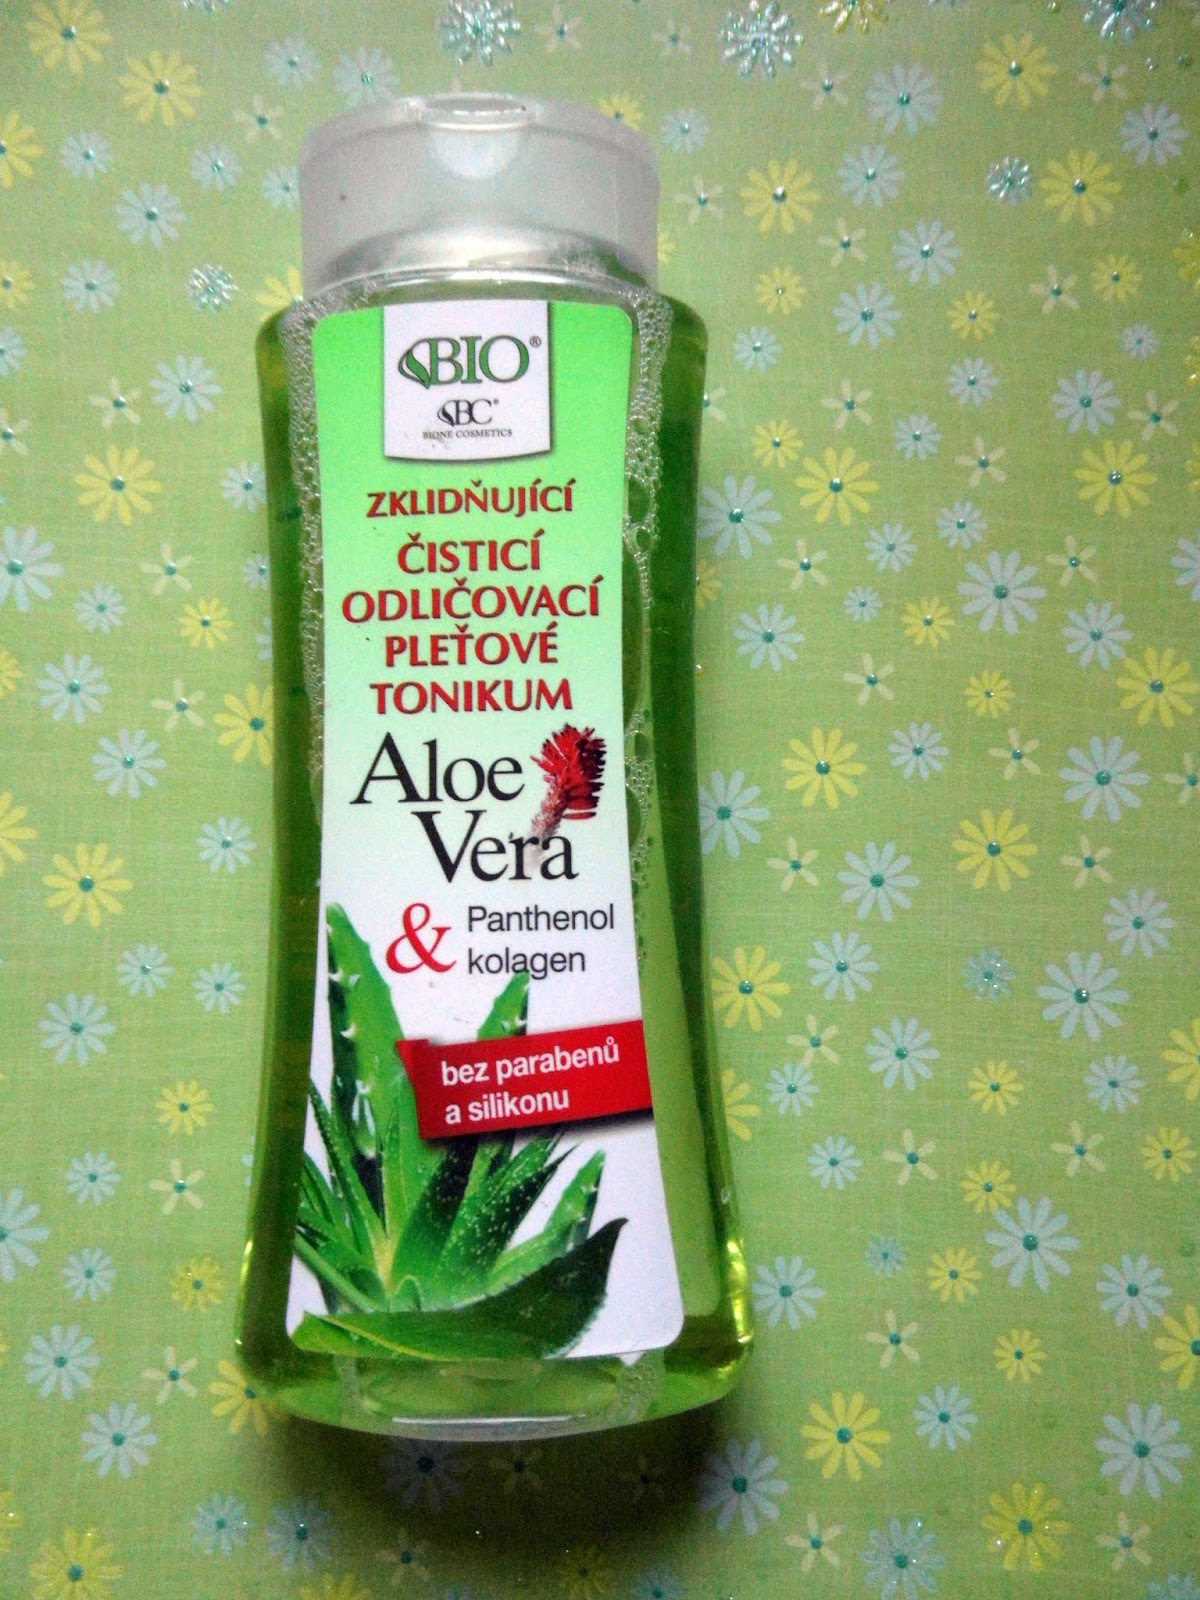 BIO®
BC®
BIONE COSMETICS
ZKLIDŇUJÍCÍ
ČISTICÍ
ODLIČOVACÍ
PLEŤOVÉ
TONIKUM
Aloe
Vera
& Panthenol
kolagen
bez parabenů
a silikonu